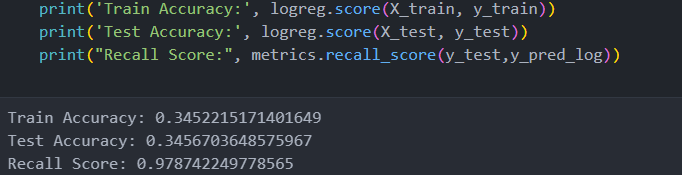 print('Train Accuracy:', logreg.score(X_train, y_train))
print('Test Accuracy:', logreg.score(X_test, y_test))
print("Recall Score:", metrics.recall_score(y_test,y_pred_log))
Train Accuracy: 0.3452215171401649
Test Accuracy: 0.3456703648575967
Recall Score: 0.978742249778565